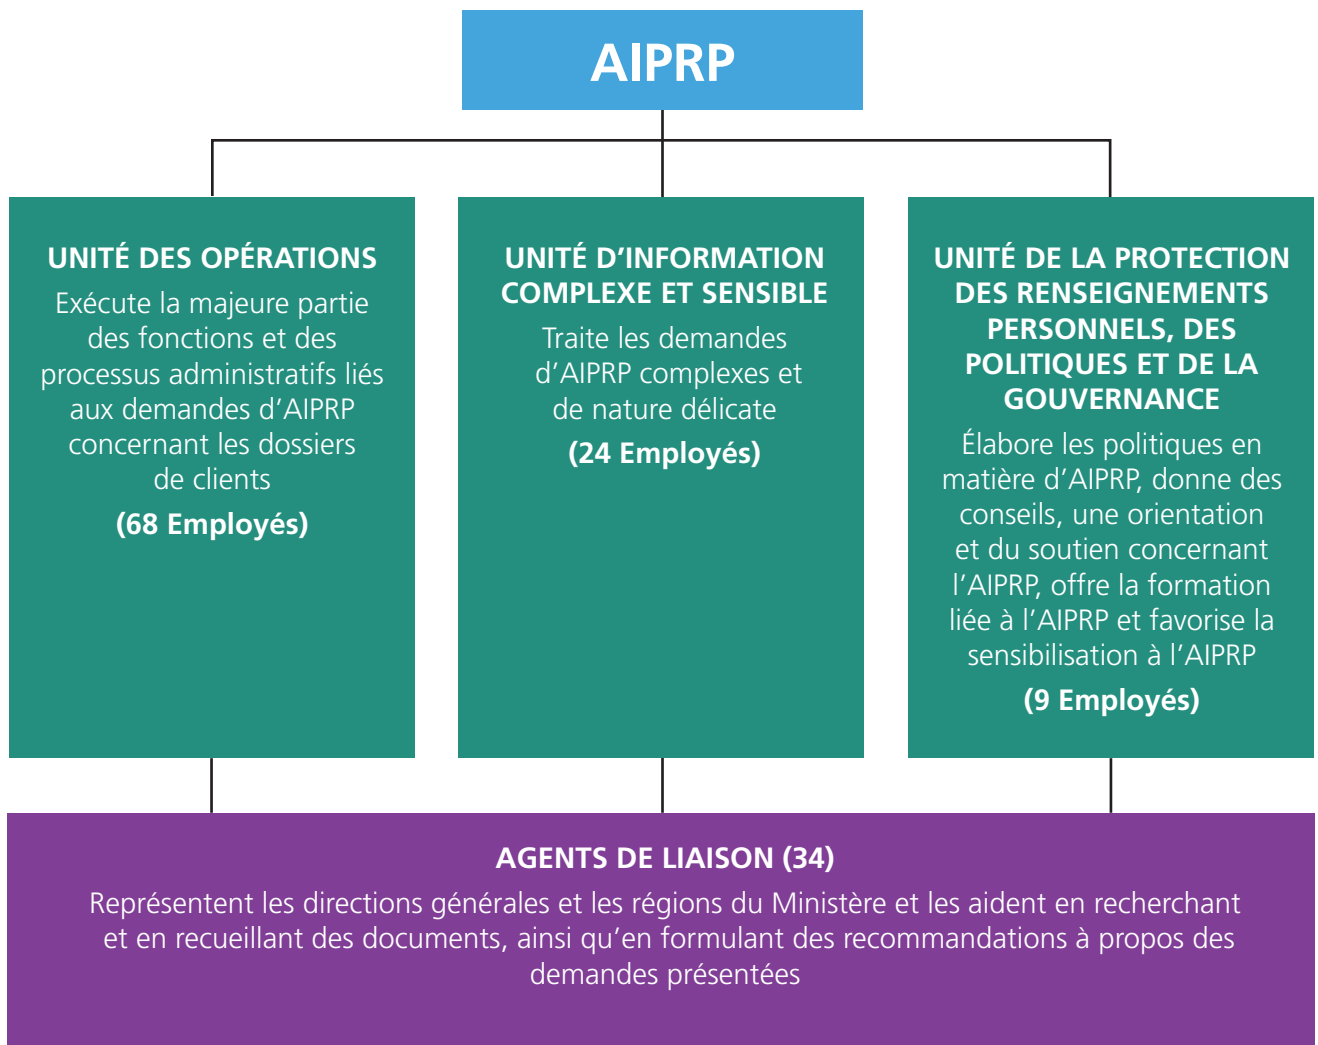 AIPRP
UNITÉ DES OPÉRATIONS
Exécute la majeure partie
des fonctions et des
processus administratifs liés
aux demandes d’AIPRP
concernant les dossiers
de clients
(68 Employés)
UNITÉ D’INFORMATION
COMPLEXE ET SENSIBLE
Traite les demandes
d’AIPRP complexes et
de nature délicate
(24 Employés)
UNITÉ DE LA PROTECTION
DES RENSEIGNEMENTS
PERSONNELS, DES
POLITIQUES ET DE LA
GOUVERNANCE
Élabore les politiques en
matière d’AIPRP, donne des
conseils, une orientation
et du soutien concernant
l’AIPRP, offre la formation
liée à l’AIPRP et favorise la
sensibilisation à l’AIPRP
(9 Employés)
AGENTS DE LIAISON (34)
Représentent les directions générales et les régions du Ministère et les aident en recherchant
et en recueillant des documents, ainsi qu’en formulant des recommandations à propos des
demandes présentées